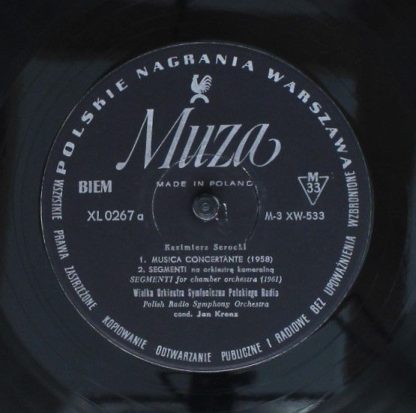 POLSKIE NAGRANIA WARSZAWA
Muza
MADE IN POLAND
BIEM
M
33
XL 0267 a
M-3 XW-533
Kazimierz Serocki
1. MUSICA CONCERTANTE (1958)
2. SEGMENTI na orkiestrę kameralną
SEGMENTI for chamber orchestra (1961)
Wielka Orkiestra Symfoniczna Polskiego Radia
Polish Radio Symphony Orchestra
cond. Jan Krenz
WSZYSTKIE PRAWA ZASTRZEŻONE KOPIOWANIE ODTWARZANIE PUBLICZNE I RADIOWE BEZ UPOWAŻNIENIA WZBRONIONE